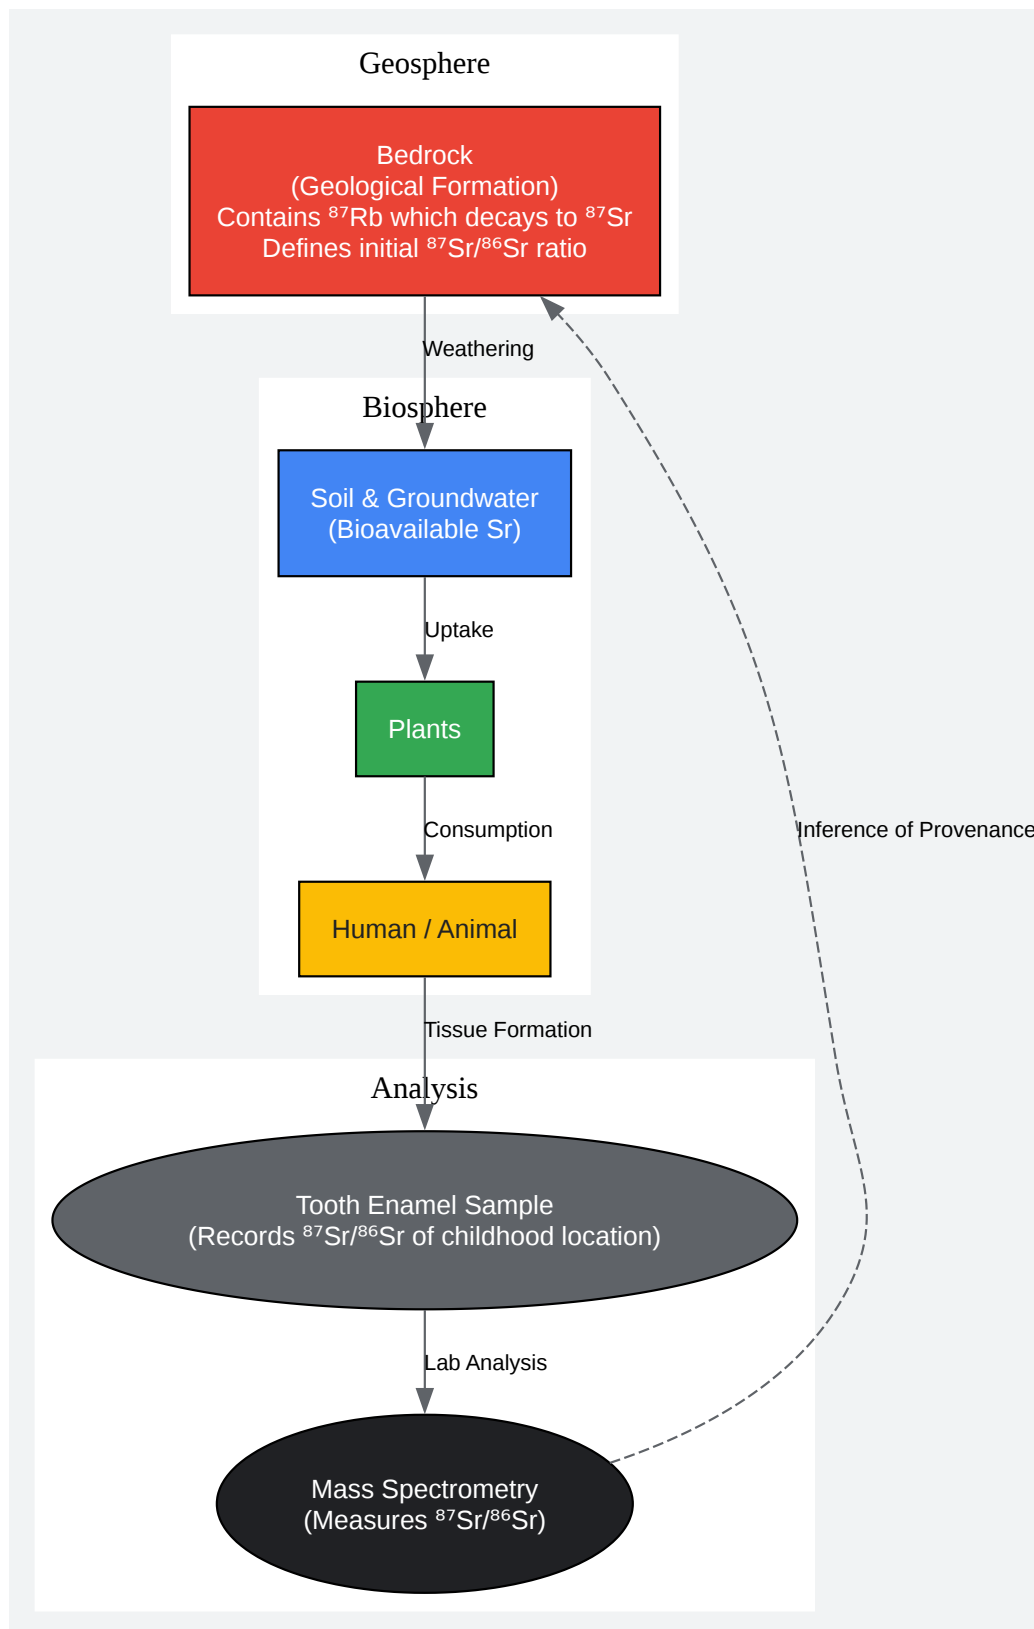 Geosphere
Bedrock
(Geological Formation)
Contains ⁸⁷Rb which decays to ⁸⁷Sr
Defines initial ⁸⁷Sr/⁸⁶Sr ratio
Weathering
Biosphere
Soil & Groundwater
(Bioavailable Sr)
Uptake
Plants
Consumption
Inference of Provenance
Human / Animal
Tissue Formation
Analysis
Tooth Enamel Sample
(Records ⁸⁷Sr/⁸⁶Sr of childhood location)
Lab Analysis
Mass Spectrometry
(Measures ⁸⁷Sr/⁸⁶Sr)